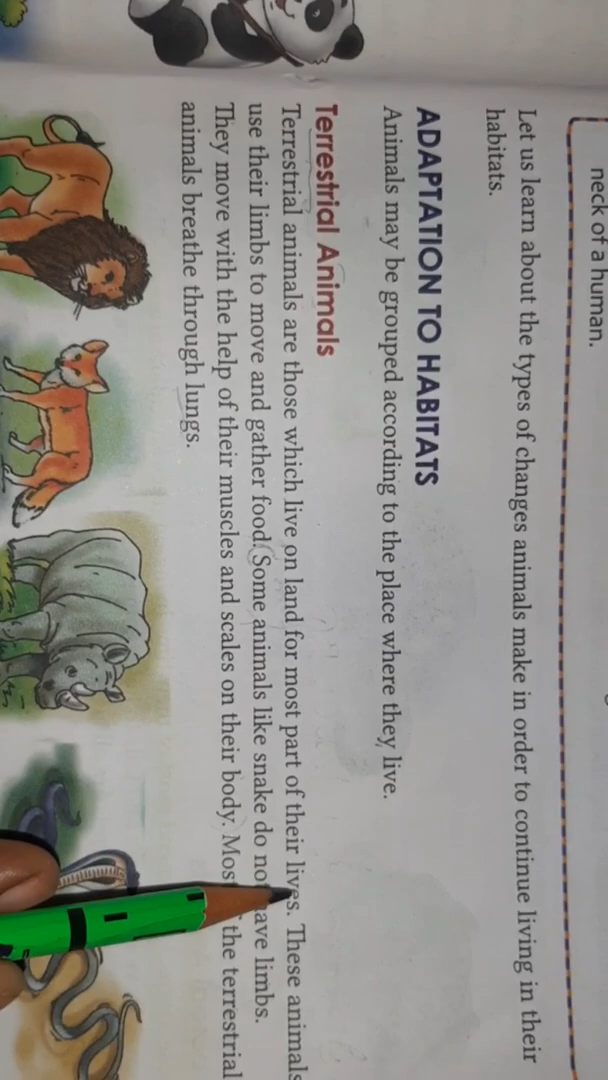 neck of a human.
Let us learn about the types of changes animals make in order to continue living in their
habitats.
ADAPTATION TO HABITATS
Animals may be grouped according to the place where they live.
Terrestrial Animals
Terrestrial animals are those which live on land for most part of their lives. These animals
use their limbs to move and gather food. Some animals like snake do not have limbs.
They move with the help of their muscles and scales on their body. Most the terrestrial
animals breathe through lungs.